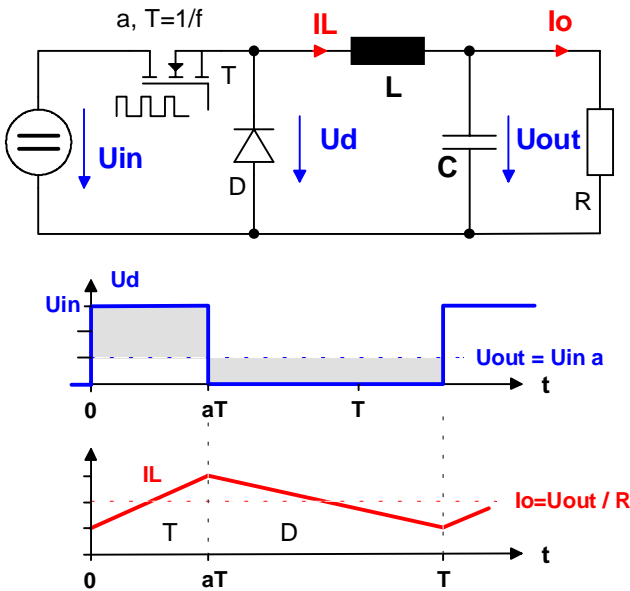 a, T=1/f
IL
Io
T
L
Uin
Ud
Uout
D
C
R
Ud
Uin
Uout = Uin a
t
0
aT
T
IL
Io=Uout / R
T
D
t
0
aT
T